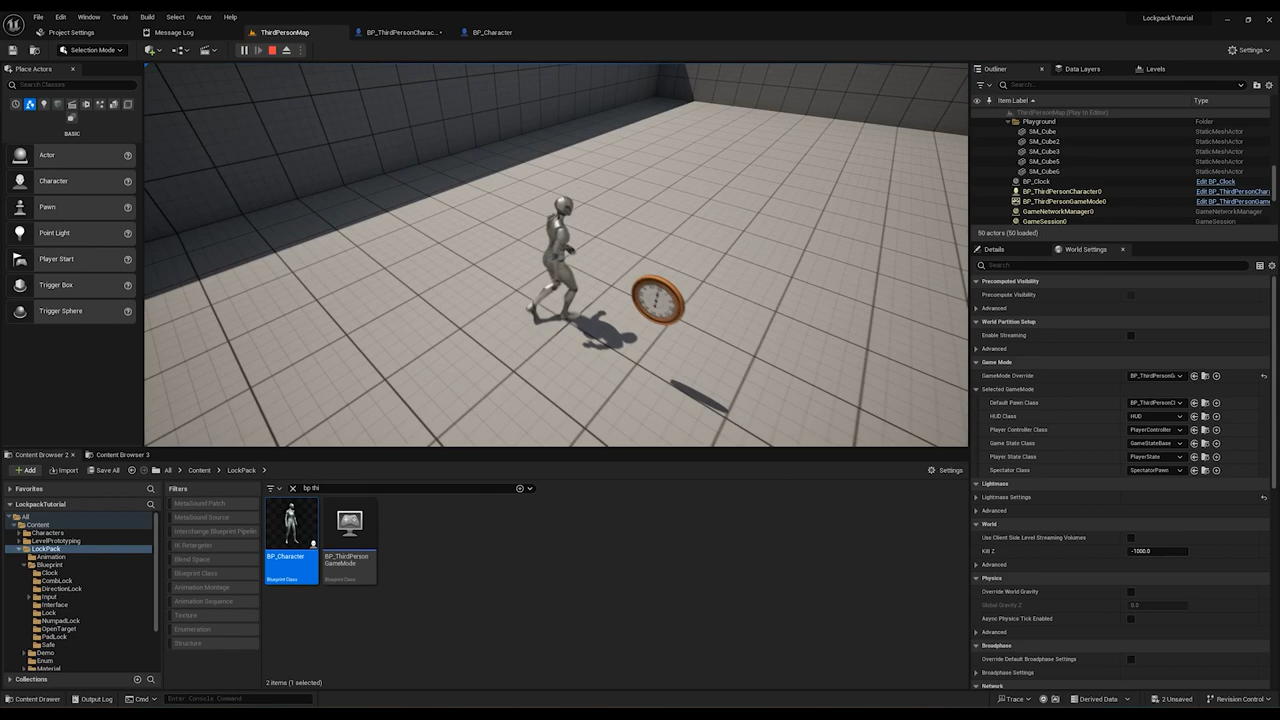 File Edit Window Tools Build Select Actor Help
LockpackTutorial
Project Settings Message Log ThirdPersonMap BP_ThirdPersonCharac..• BP_Character
Selection Mode Settings
Place Actors
Search Classes
BASIC
Actor
Character
Pawn
Point Light
Player Start
Trigger Box
Trigger Sphere
Outliner Data Layers Levels
Search...
Item Label Type
ThirdPersonMap (Play In Editor)
Playground Folder
SM_Cube StaticMeshActor
SM_Cube2 StaticMeshActor
SM_Cube3 StaticMeshActor
SM_Cube5 StaticMeshActor
SM_Cube6 StaticMeshActor
BP_Clock Edit BP_Clock
BP_ThirdPersonCharacter0 Edit BP_ThirdPersonChar
BP_ThirdPersonGameMode0 Edit BP_ThirdPersonGame
GameNetworkManager0 GameNetworkManager
GameSession0 GameSession
50 actors (50 loaded)
Details World Settings
Search
Precomputed Visibility
Precompute Visibility
Advanced
World Partition Setup
Enable Streaming
Advanced
Game Mode
GameMode Override BP_ThirdPersonG
Selected GameMode
Default Pawn Class BP_ThirdPersonCl
HUD Class HUD
Player Controller Class PlayerController
Game State Class GameStateBase
Player State Class PlayerState
Spectator Class SpectatorPawn
Lightmass
Lightmass Settings
Advanced
World
Use Client Side Level Streaming Volumes
Kill Z -1000.0
Advanced
Physics
Override World Gravity
Global Gravity Z 0.0
Async Physics Tick Enabled
Advanced
Broadphase
Override Default Broadphase Settings
Broadphase Settings
Network
Content Browser 2 Content Browser 3
Add Import Save All All Content LockPack Settings
Favorites
LockpackTutorial
All
Content
Characters
LevelPrototyping
LockPack
Animation
Blueprint
Clock
CombLock
DirectionLock
Input
Interface
Lock
NumpadLock
OpenTarget
PadLock
Safe
Demo
Enum
Material
Collections
Filters
MetaSound Patch
MetaSound Source
Interchange Blueprint Pipelin
IK Retargeter
Blend Space
Blueprint Class
Animation Montage
Animation Sequence
Texture
Enumeration
Structure
bp thi
BP_Character
Blueprint Class
BP_ThirdPerson
GameMode
Blueprint Class
2 items (1 selected)
Content Drawer Output Log Cmd Enter Console Command Trace Derived Data 2 Unsaved Revision Control